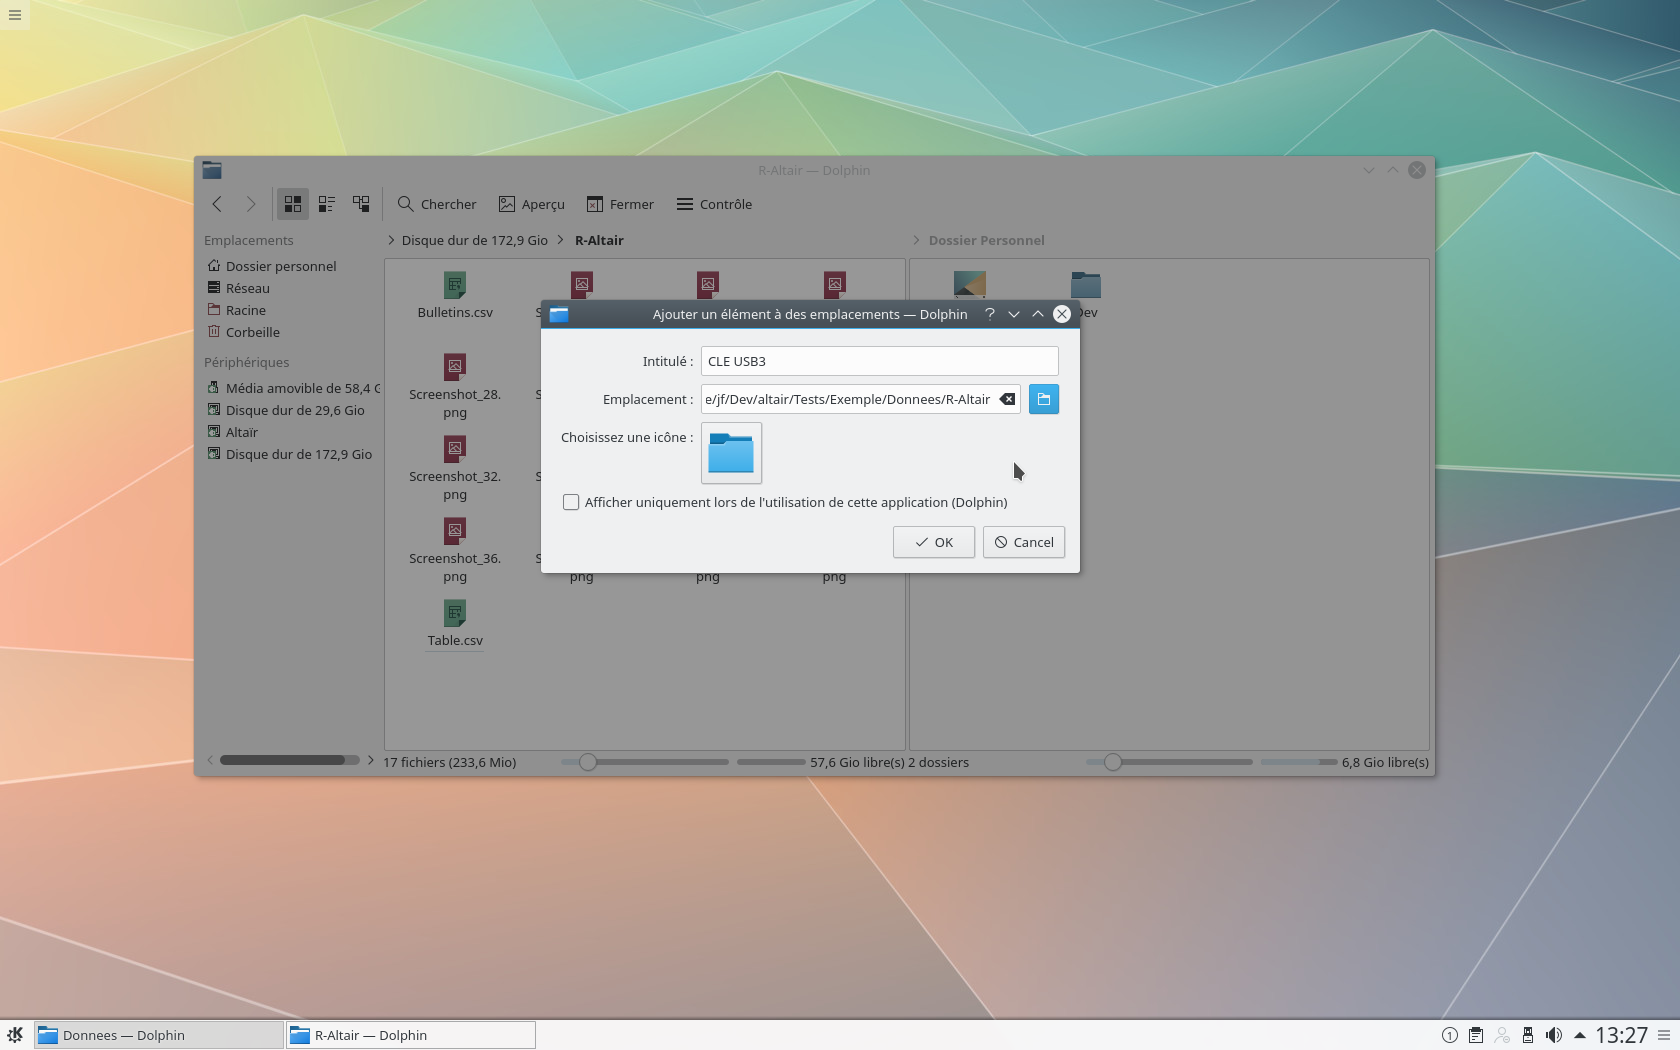 R-Altair — Dolphin
Chercher
Aperçu
Fermer
Contrôle
Emplacements
Dossier personnel
Réseau
Racine
Corbeille
Périphériques
Média amovible de 58,4 G
Disque dur de 29,6 Gio
Altaïr
Disque dur de 172,9 Gio
Disque dur de 172,9 Gio
R-Altair
Dossier Personnel
Bulletins.csv
Screenshot_28.
png
Screenshot_32.
png
Screenshot_36.
png
png
png
png
Table.csv
Ajouter un élément à des emplacements — Dolphin
Intitulé :
CLE USB3
Emplacement :
e/jf/Dev/altair/Tests/Exemple/Donnees/R-Altair
Choisissez une icône :
Afficher uniquement lors de l'utilisation de cette application (Dolphin)
OK
Cancel
17 fichiers (233,6 Mio)
57,6 Gio libre(s)
2 dossiers
6,8 Gio libre(s)
Donnees — Dolphin
R-Altair — Dolphin
1
13:27